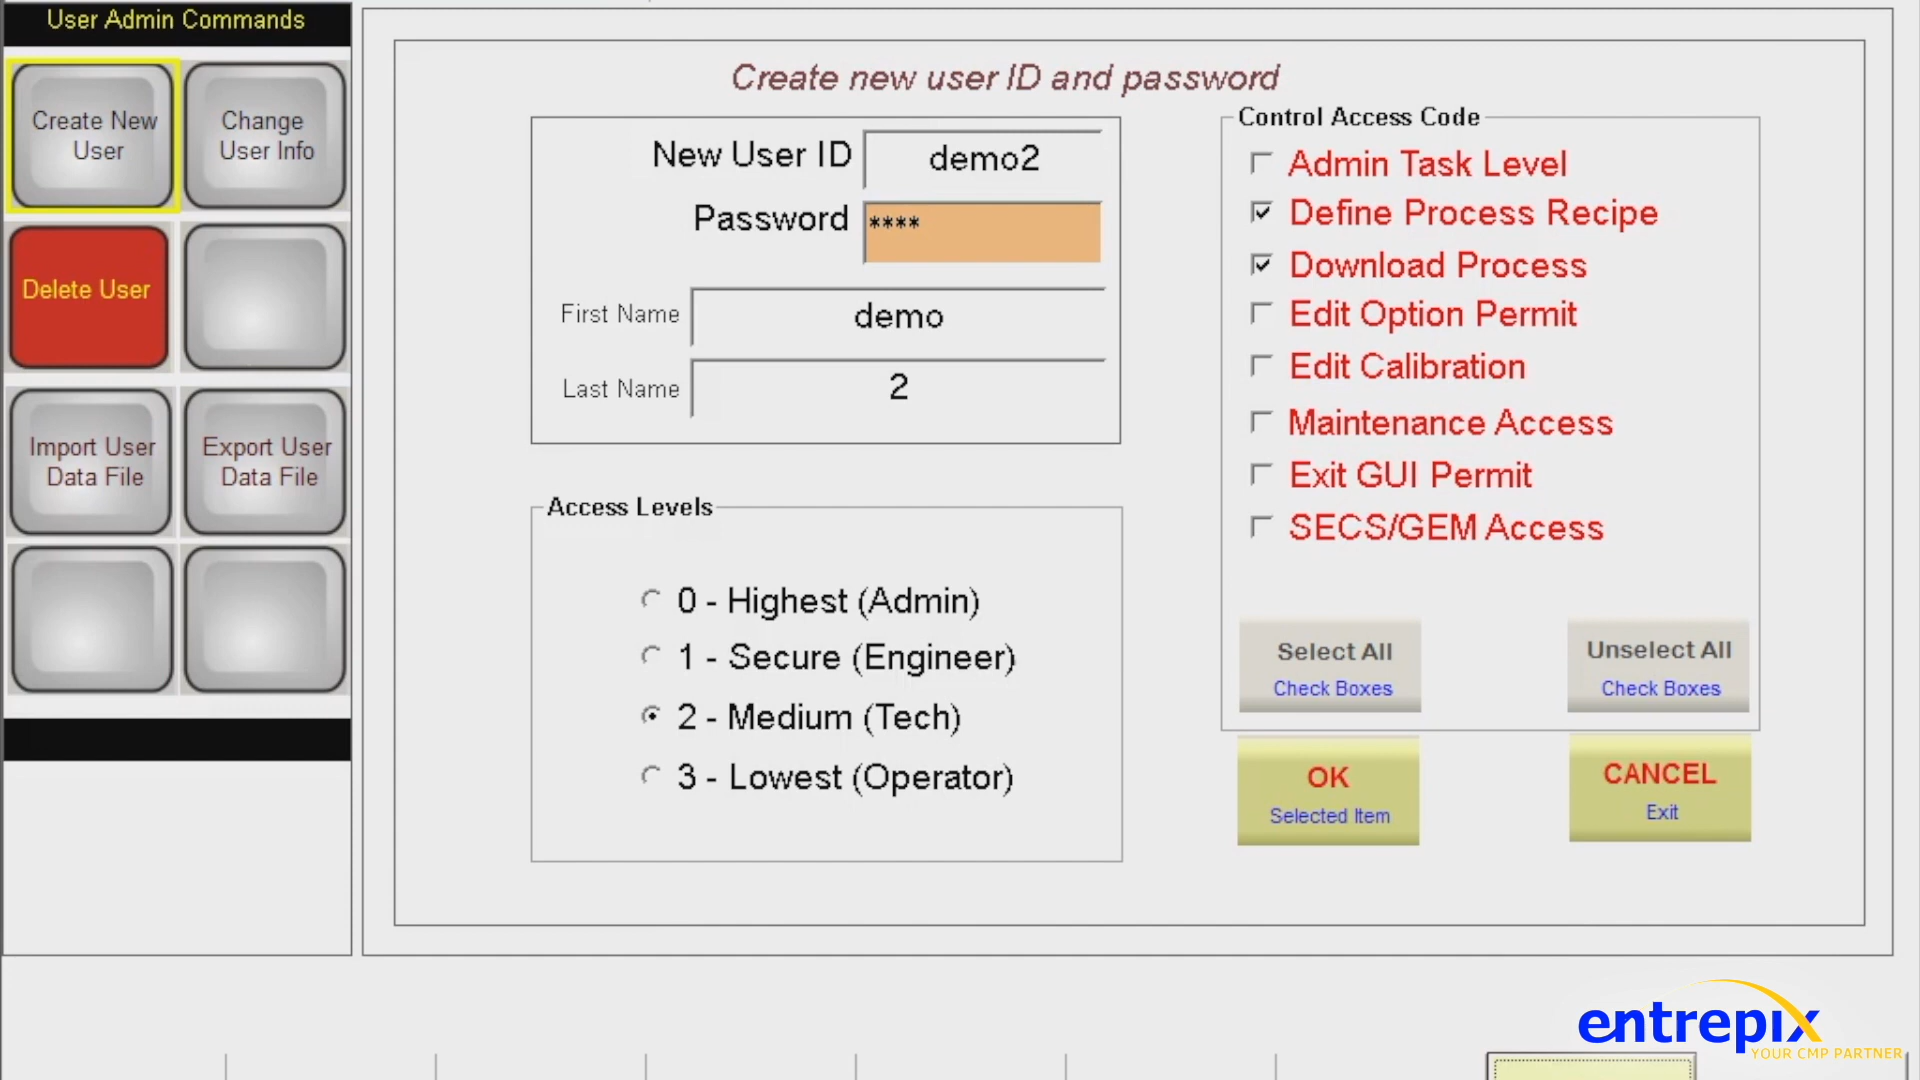 User Admin Commands
Create New
User
Change
User Info
Delete User
Import User
Data File
Export User
Data File
Create new user ID and password
New User ID
demo2
Password
****
First Name
demo
Last Name
2
Access Levels
0 - Highest (Admin)
1 - Secure (Engineer)
2 - Medium (Tech)
3 - Lowest (Operator)
Control Access Code
Admin Task Level
Define Process Recipe
Download Process
Edit Option Permit
Edit Calibration
Maintenance Access
Exit GUI Permit
SECS/GEM Access
Select All
Check Boxes
Unselect All
Check Boxes
OK
Selected Item
CANCEL
Exit
entrepix
YOUR CMP PARTNER